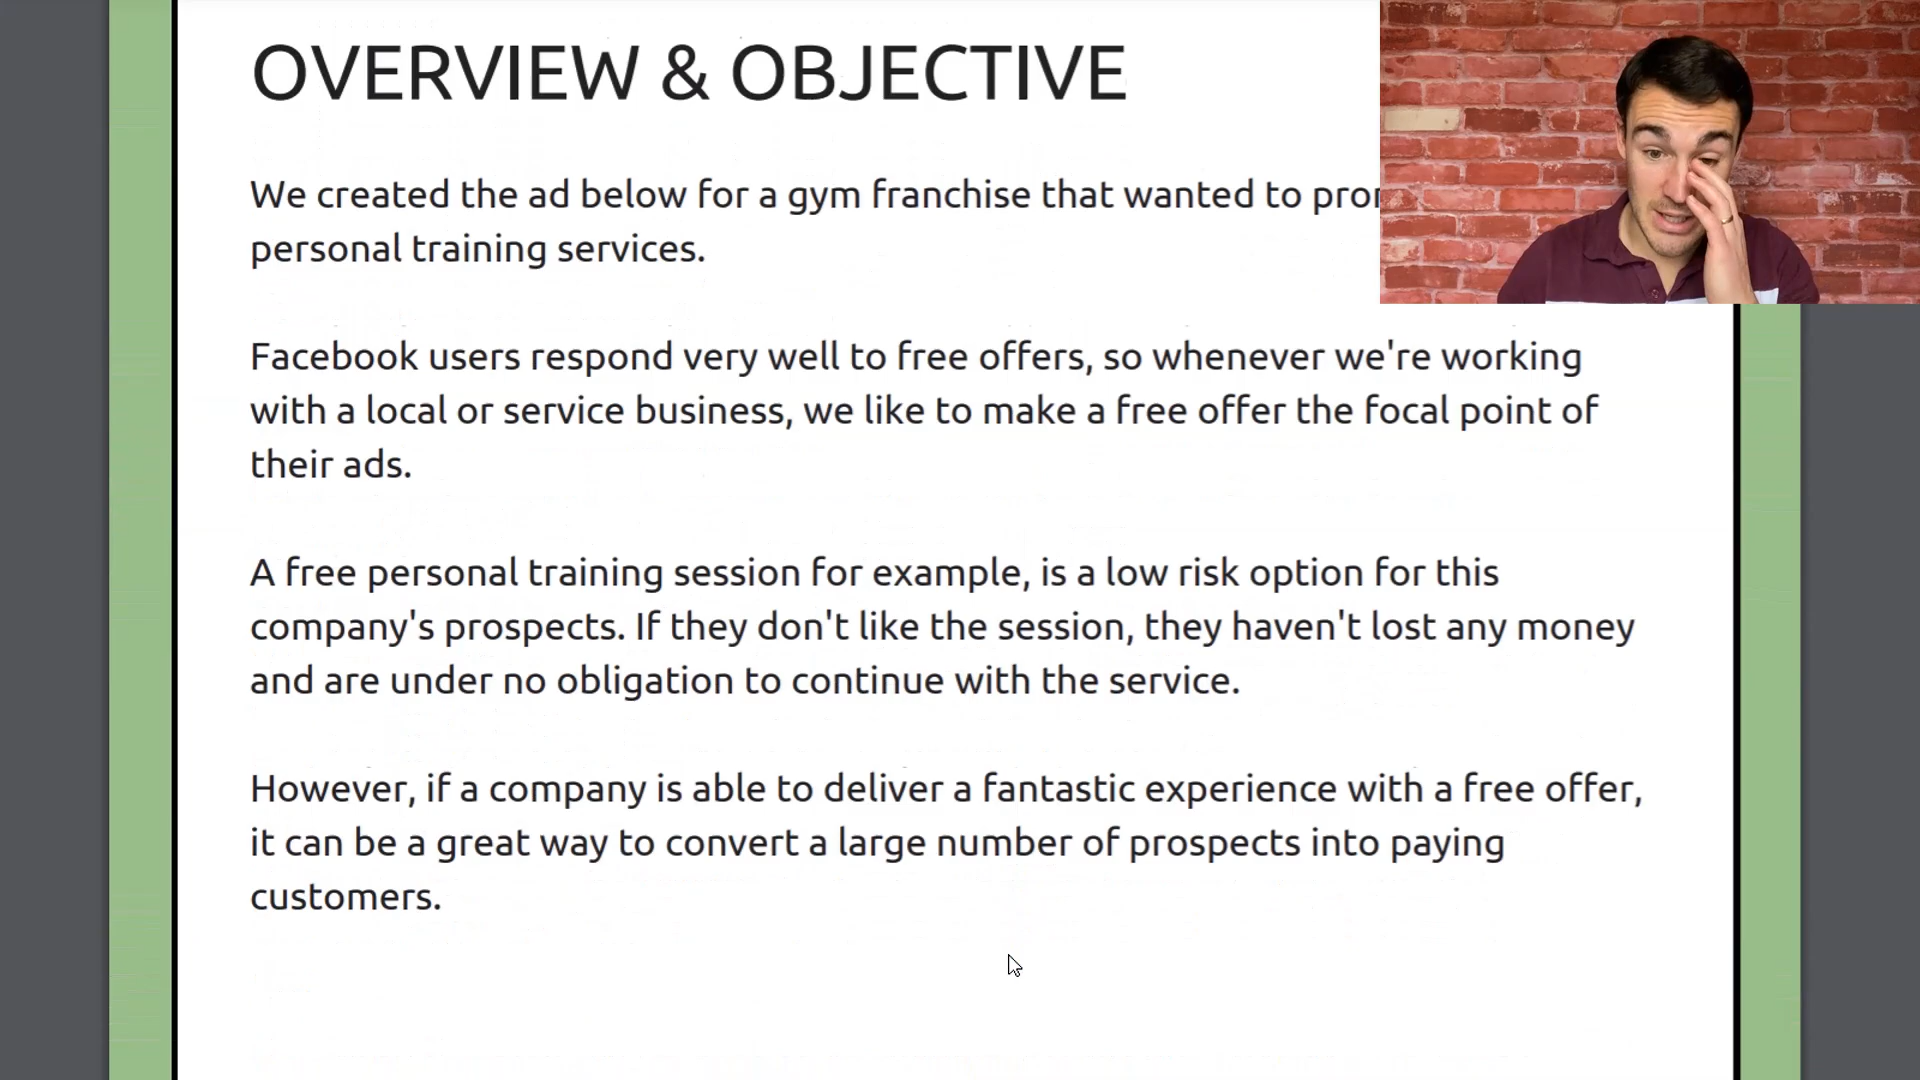 OVERVIEW & OBJECTIVE
We created the ad below for a gym franchise that wanted to
personal training services.
Facebook users respond very well to free offers, so whenever we're working
with a local or service business, we like to make a free offer the focal point of
their ads.
A free personal training session for example, is a low risk option for this
company's prospects. If they don't like the session, they haven't lost any money
and are under no obligation to continue with the service.
However, if a company is able to deliver a fantastic experience with a free offer,
it can be a great way to convert a large number of prospects into paying
customers.